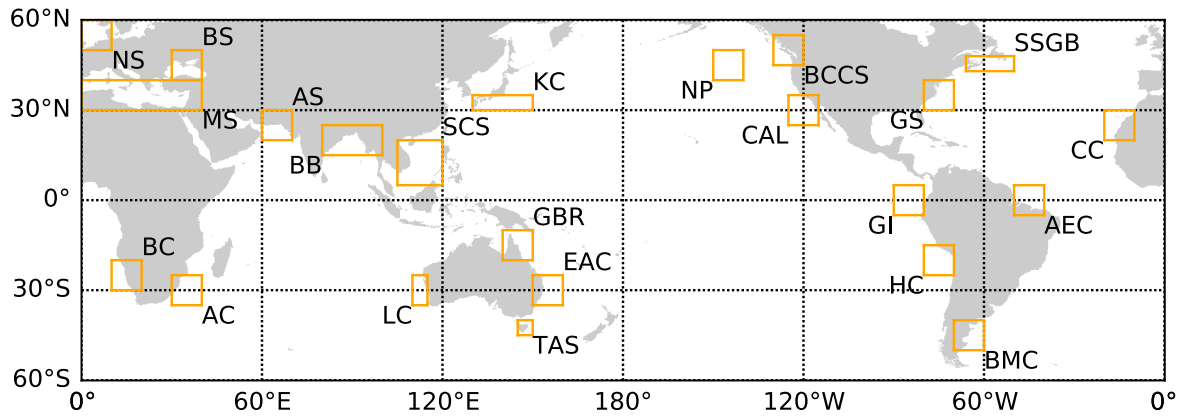 60°N
BS
SSGB
NS
KC
BCCS
NP
AS
30°N
MS
SCS
CAL
GS
CC
BB
0°
GBR
GI
AEC
BC
EAC
HC
30°S
AC
LC
TAS
BMC
60°S
0° 60°E 120°E 180° 120°W 60°W 0°